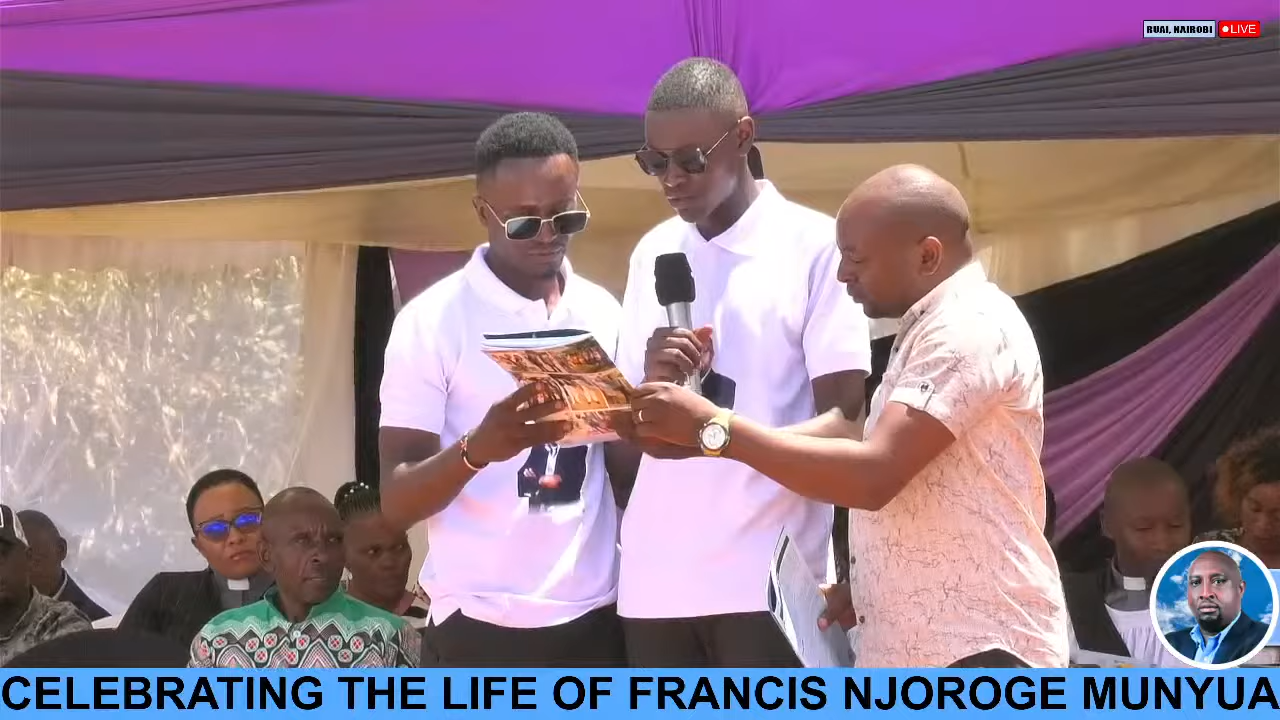 RUAI, NAIROBI LIVE
CELEBRATING THE LIFE OF FRANCIS NJOROGE MUNYUA